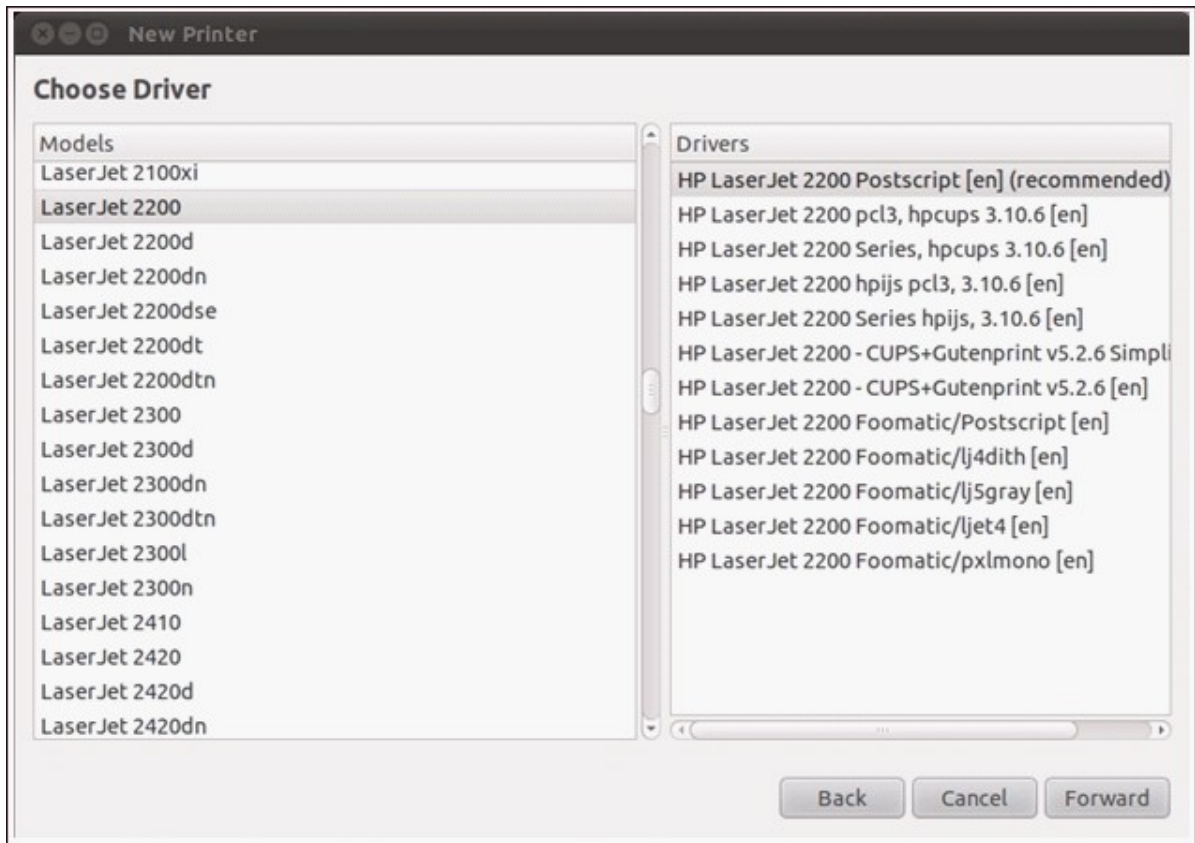 New Printer
Choose Driver
Models
LaserJet 2100xi
LaserJet 2200
LaserJet 2200d
LaserJet 2200dn
LaserJet 2200dse
LaserJet 2200dt
LaserJet 2200dtn
LaserJet 2300
LaserJet 2300d
LaserJet 2300dn
LaserJet 2300dtn
LaserJet 2300l
LaserJet 2300n
LaserJet 2410
LaserJet 2420
LaserJet 2420d
LaserJet 2420dn
Drivers
HP LaserJet 2200 Postscript [en] (recommended)
HP LaserJet 2200 pcl3, hpcups 3.10.6 [en]
HP LaserJet 2200 Series, hpcups 3.10.6 [en]
HP LaserJet 2200 hpijs pcl3, 3.10.6 [en]
HP LaserJet 2200 Series hpijs, 3.10.6 [en]
HP LaserJet 2200 - CUPS+Gutenprint v5.2.6 Simpli
HP LaserJet 2200 - CUPS+Gutenprint v5.2.6 [en]
HP LaserJet 2200 Foomatic/Postscript [en]
HP LaserJet 2200 Foomatic/lj4dith [en]
HP LaserJet 2200 Foomatic/lj5gray [en]
HP LaserJet 2200 Foomatic/ljet4 [en]
HP LaserJet 2200 Foomatic/pxlmono [en]
Back
Cancel
Forward